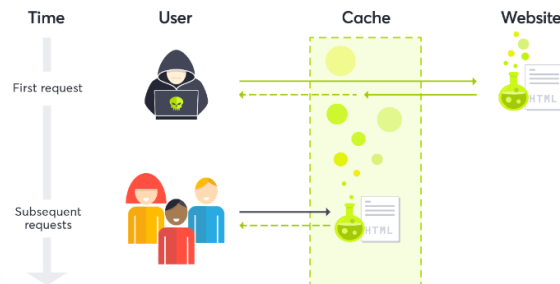 Time
User
Cache
Website
First request
HTML
Subsequent
requests
HTML